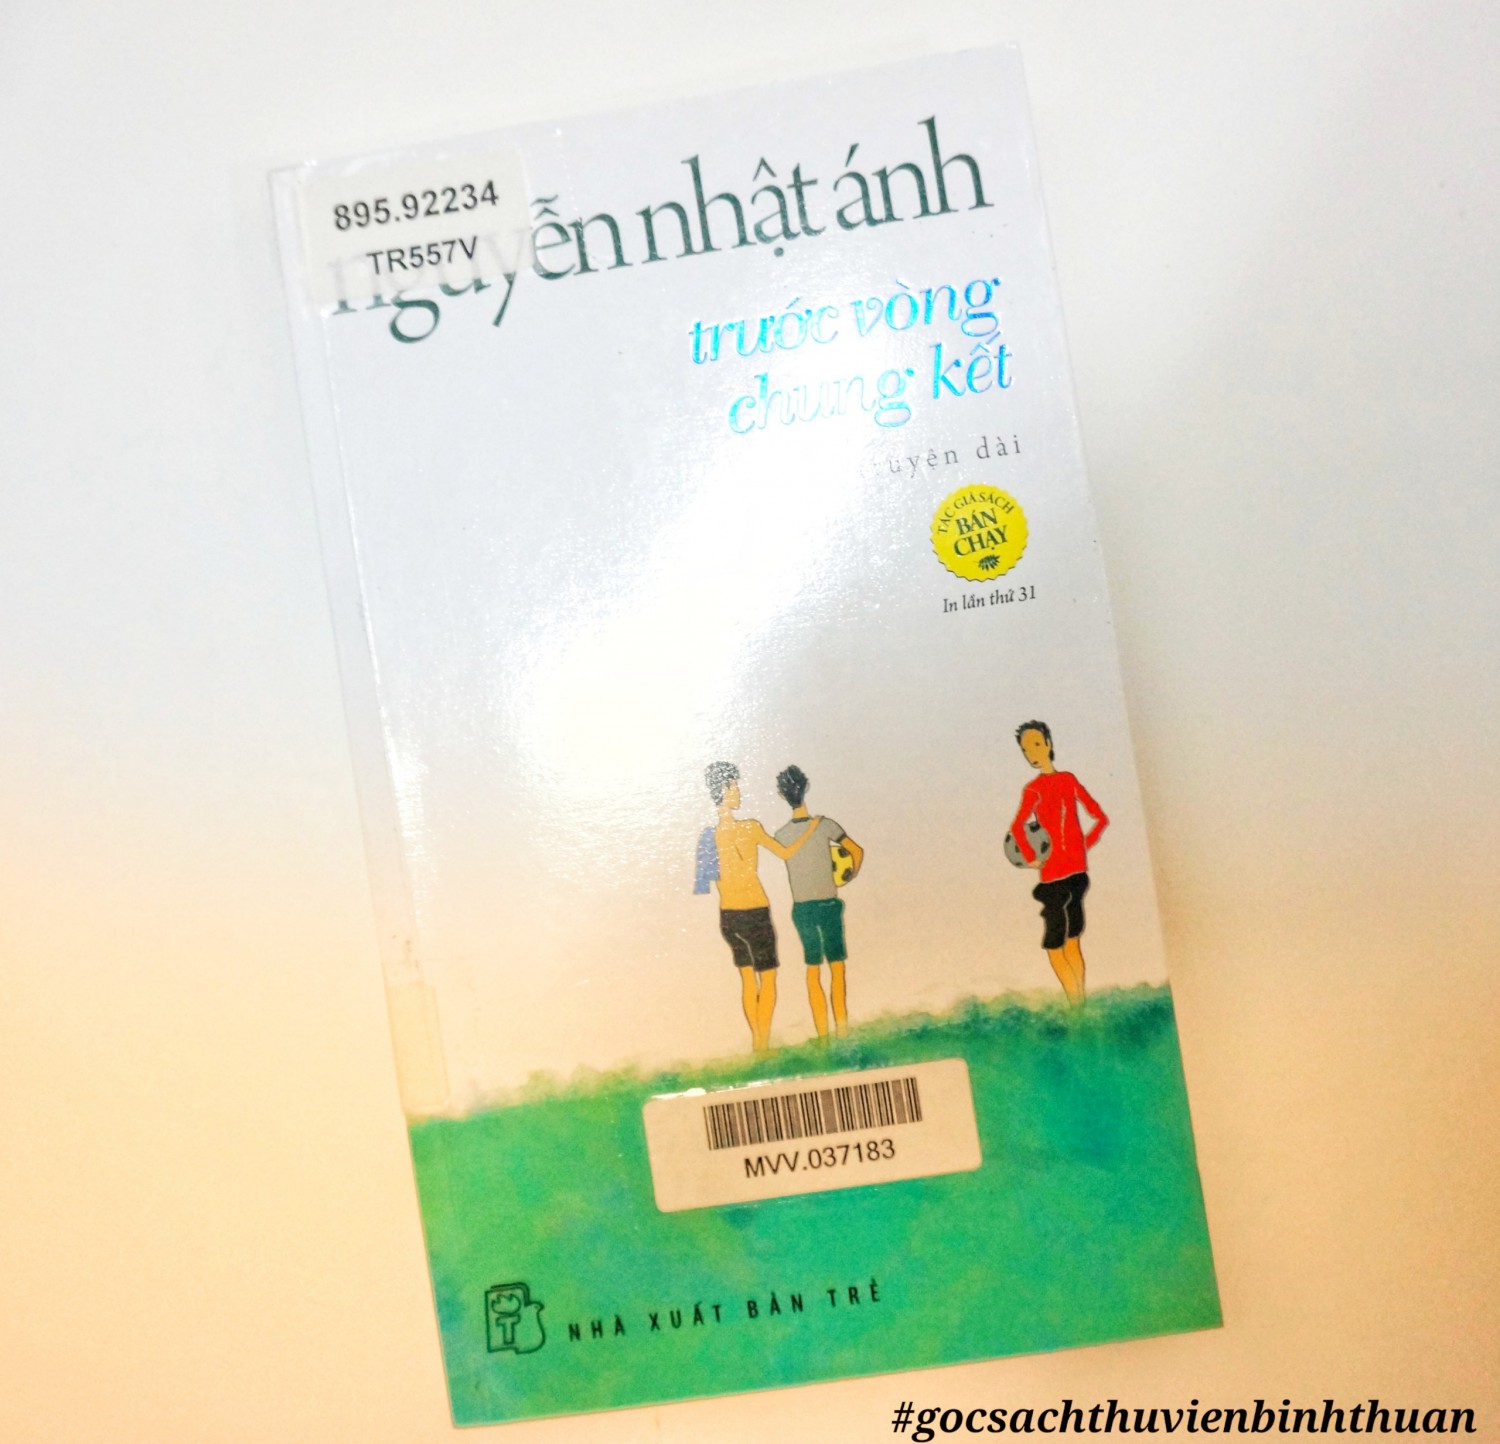 895.92234
TR557V
nguyễn nhật ánh
trước vòng
chung kết
truyện dài
TÁC GIẢ SÁCH
BÁN
CHẠY
In lần thứ 31
MVV.037183
NHÀ XUẤT BẢN TRẺ
#gocsachthuvienbinhthuan